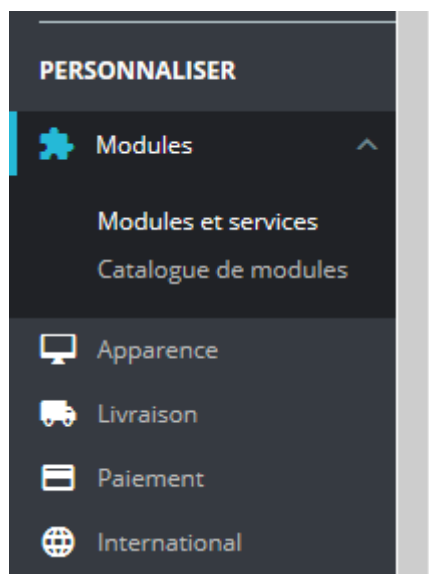 PERSONNALISER
Modules
Modules et services
Catalogue de modules
Apparence
Livraison
Paiement
International